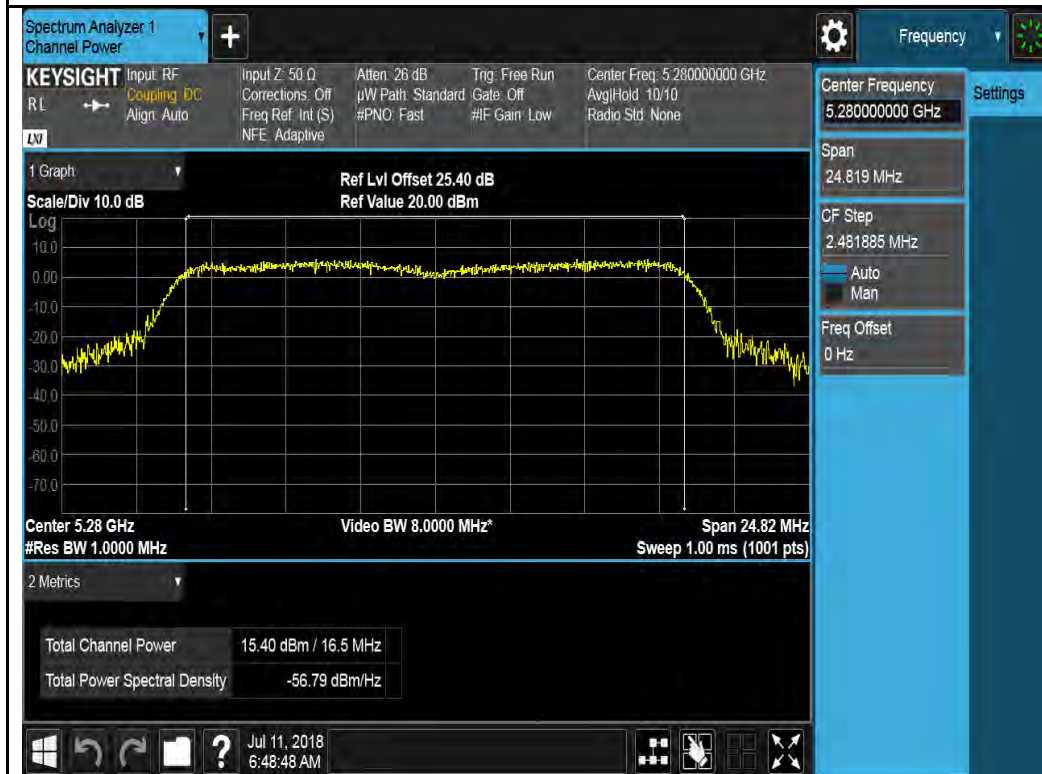 Spectrum Analyzer 1
Channel Power
Frequency
KEYSIGHT
R L
LXI
Input: RF
Coupling: DC
Align: Auto
Input Z: 50 Ω
Corrections: Off
Freq Ref: Int (S)
NFE: Adaptive
Atten: 26 dB
µW Path: Standard
#PNO: Fast
Trig: Free Run
Gate: Off
#IF Gain: Low
Center Freq: 5.280000000 GHz
Avg|Hold: 10/10
Radio Std: None
Center Frequency
5.280000000 GHz
Settings
Span
24.819 MHz
CF Step
2.481885 MHz
Auto
Man
Freq Offset
0 Hz
1 Graph
Scale/Div 10.0 dB
Ref Lvl Offset 25.40 dB
Ref Value 20.00 dBm
Log
10.0
0.00
-10.0
-20.0
-30.0
-40.0
-50.0
-60.0
-70.0
Center 5.28 GHz
#Res BW 1.0000 MHz
Video BW 8.0000 MHz*
Span 24.82 MHz
Sweep 1.00 ms (1001 pts)
2 Metrics
Total Channel Power 15.40 dBm / 16.5 MHz
Total Power Spectral Density -56.79 dBm/Hz
?
Jul 11, 2018
6:48:48 AM